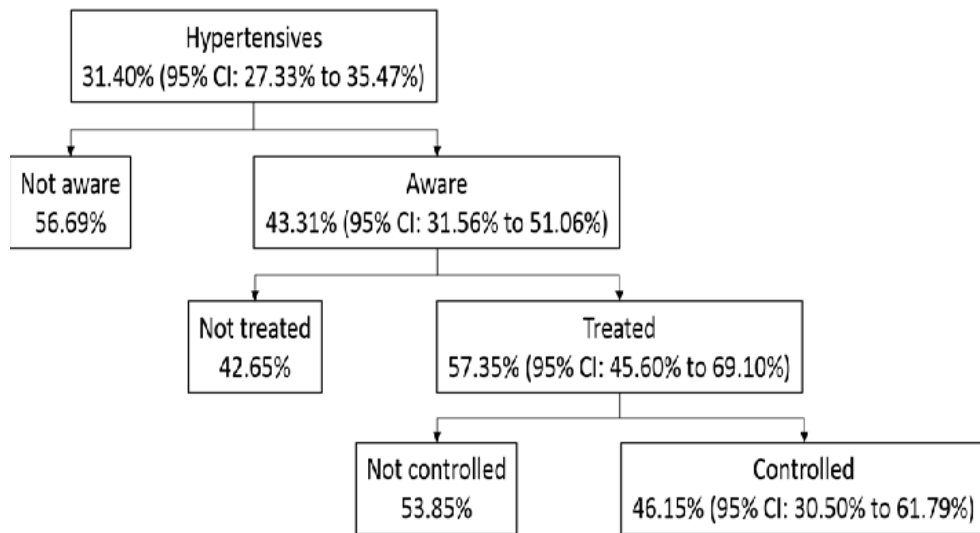 Hypertensives
31.40% (95% CI: 27.33% to 35.47%)
Not aware
56.69%
Aware
43.31% (95% CI: 31.56% to 51.06%)
Not treated
42.65%
Treated
57.35% (95% CI: 45.60% to 69.10%)
Not controlled
53.85%
Controlled
46.15% (95% CI: 30.50% to 61.79%)